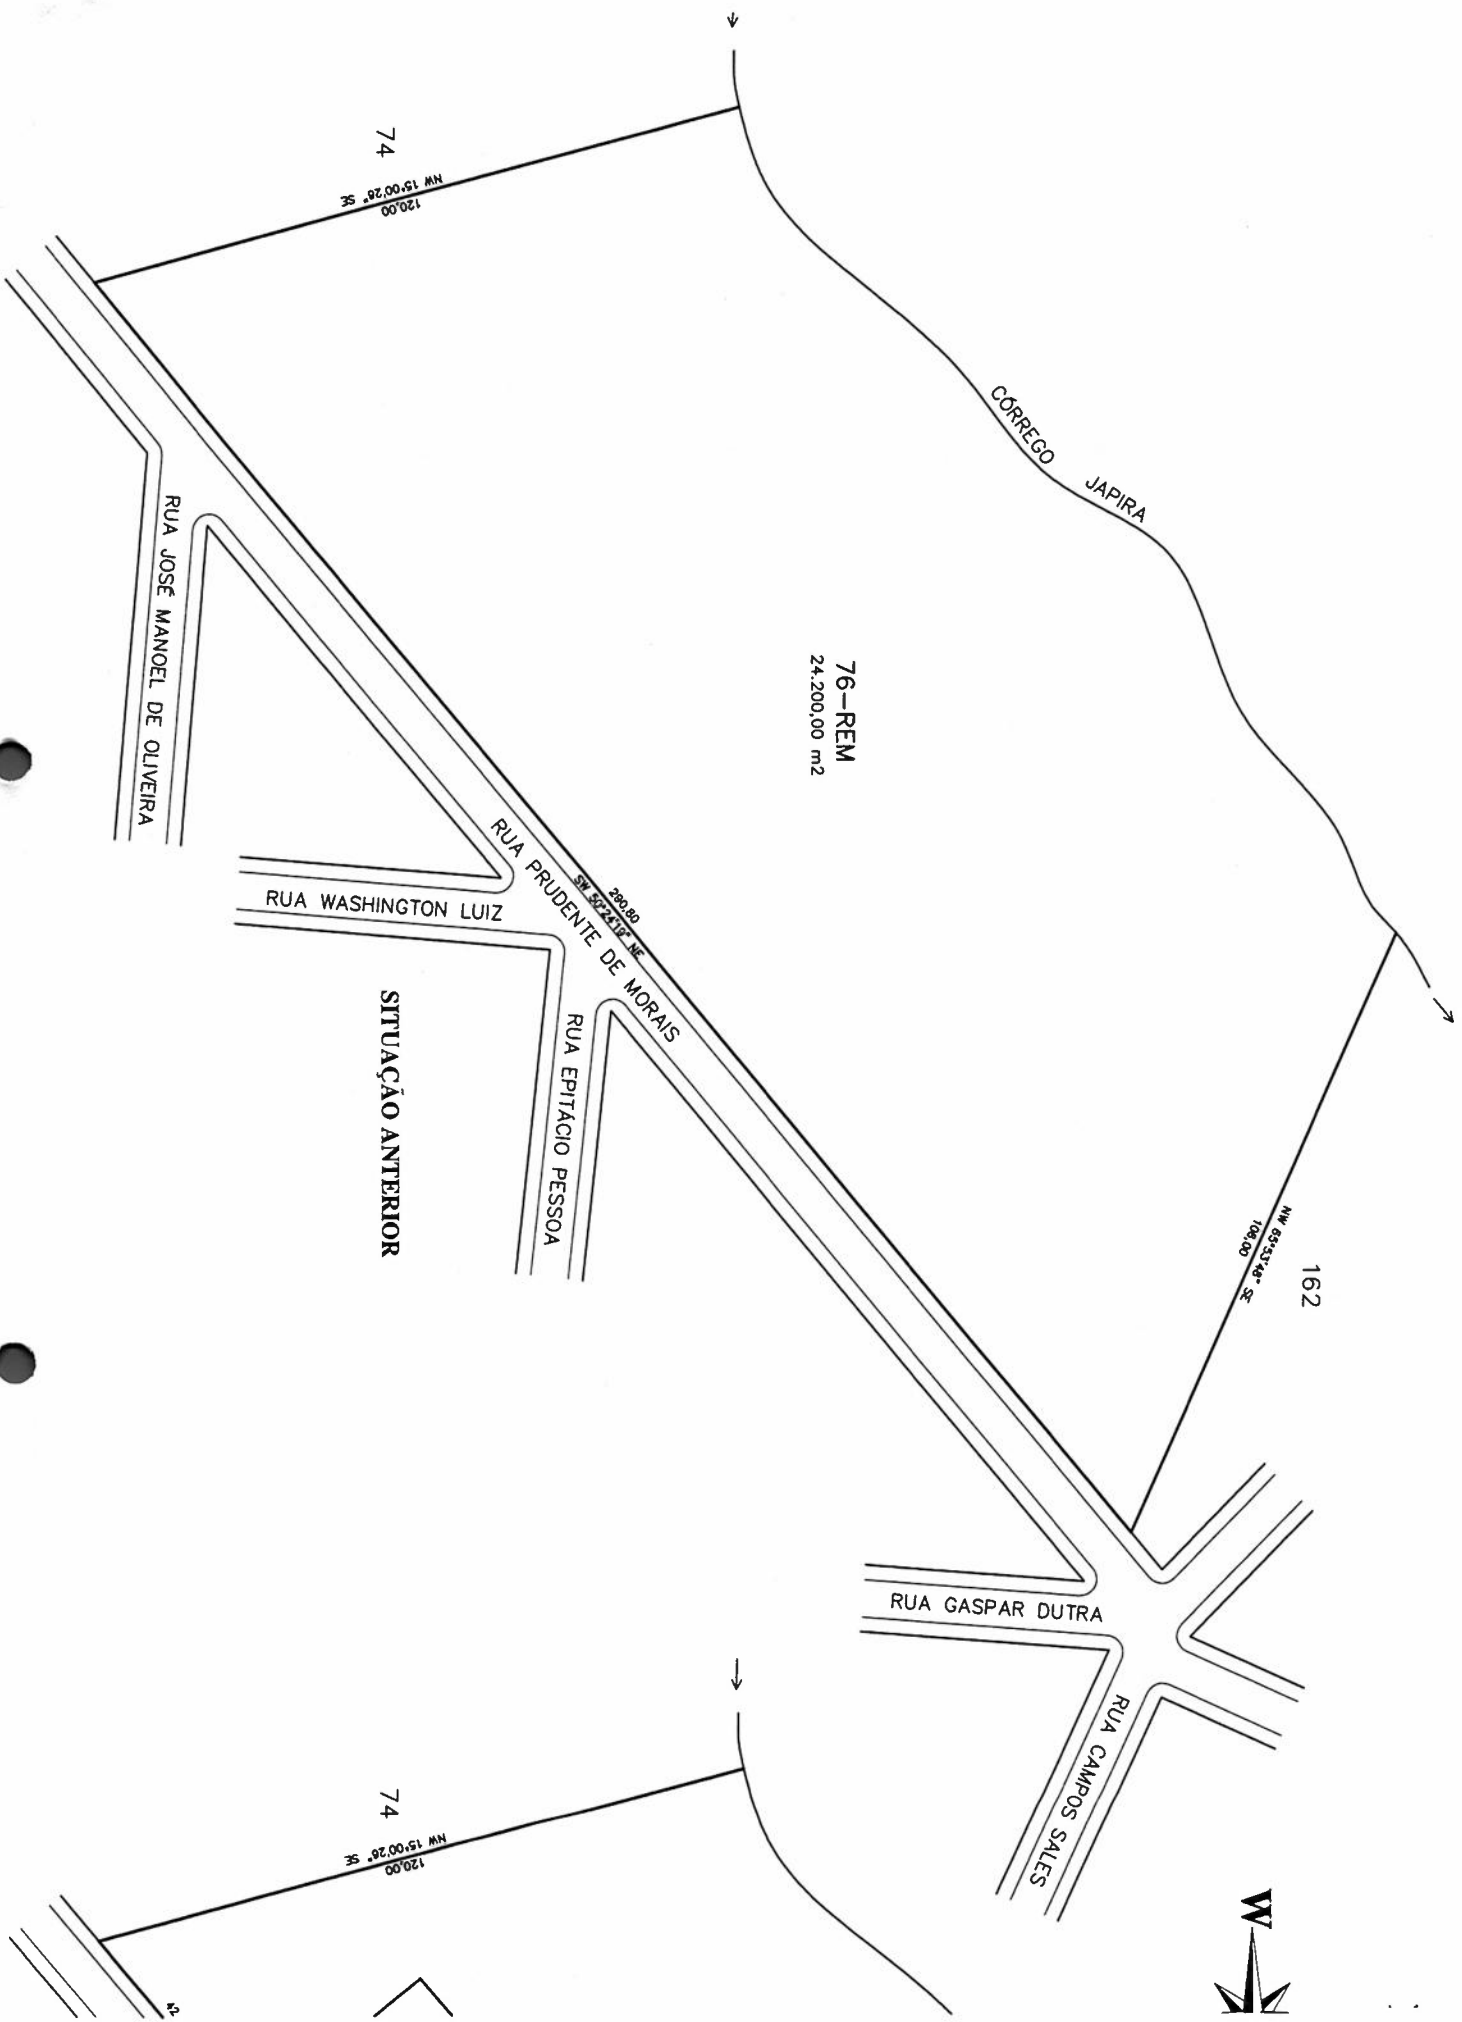 74
NW 15°00'26" SE
120,00
CÓRREGO JAPIRA
76-REM
24.200,00 m2
162
NW 65°53'48" SE
108,00
290,80
SW 50°24'19" NE
RUA PRUDENTE DE MORAIS
RUA JOSÉ MANOEL DE OLIVEIRA
RUA WASHINGTON LUIZ
RUA EPITÁCIO PESSOA
SITUAÇÃO ANTERIOR
RUA GASPAR DUTRA
RUA CAMPOS SALES
W
74
NW 15°00'26" SE
120,00